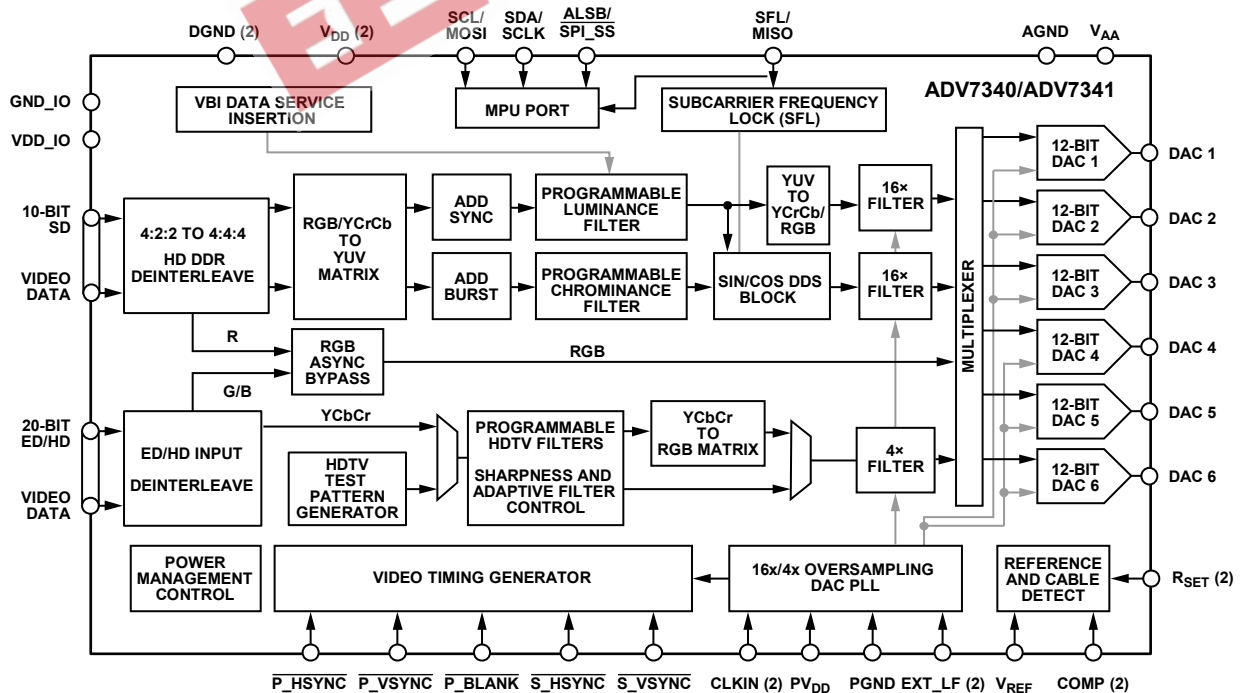 DGND (2)
VDD (2)
SCL/
MOSI
SDA/
SCLK
ALSB/
SPI_SS
SFL/
MISO
AGND
VAA
GND_IO
VDD_IO
VBI DATA SERVICE
INSERTION
MPU PORT
SUBCARRIER FREQUENCY
LOCK (SFL)
ADV7340/ADV7341
10-BIT
SD
VIDEO
DATA
4:2:2 TO 4:4:4
HD DDR
DEINTERLEAVE
RGB/YCrCb
TO
YUV
MATRIX
ADD
SYNC
PROGRAMMABLE
LUMINANCE
FILTER
YUV
TO
YCrCb/
RGB
16×
FILTER
ADD
BURST
PROGRAMMABLE
CHROMINANCE
FILTER
SIN/COS DDS
BLOCK
16×
FILTER
MULTIPLEXER
12-BIT
DAC 1
DAC 1
12-BIT
DAC 2
DAC 2
12-BIT
DAC 3
DAC 3
12-BIT
DAC 4
DAC 4
12-BIT
DAC 5
DAC 5
12-BIT
DAC 6
DAC 6
R
G/B
RGB
ASYNC
BYPASS
RGB
20-BIT
ED/HD
VIDEO
DATA
ED/HD INPUT
DEINTERLEAVE
YCbCr
HDTV
TEST
PATTERN
GENERATOR
PROGRAMMABLE
HDTV FILTERS
SHARPNESS AND
ADAPTIVE FILTER
CONTROL
YCbCr
TO
RGB MATRIX
4×
FILTER
POWER
MANAGEMENT
CONTROL
VIDEO TIMING GENERATOR
16x/4x OVERSAMPLING
DAC PLL
REFERENCE
AND CABLE
DETECT
RSET (2)
P_HSYNC
P_VSYNC
P_BLANK
S_HSYNC
S_VSYNC
CLKIN (2)
PVDD
PGND
EXT_LF (2)
VREF
COMP (2)